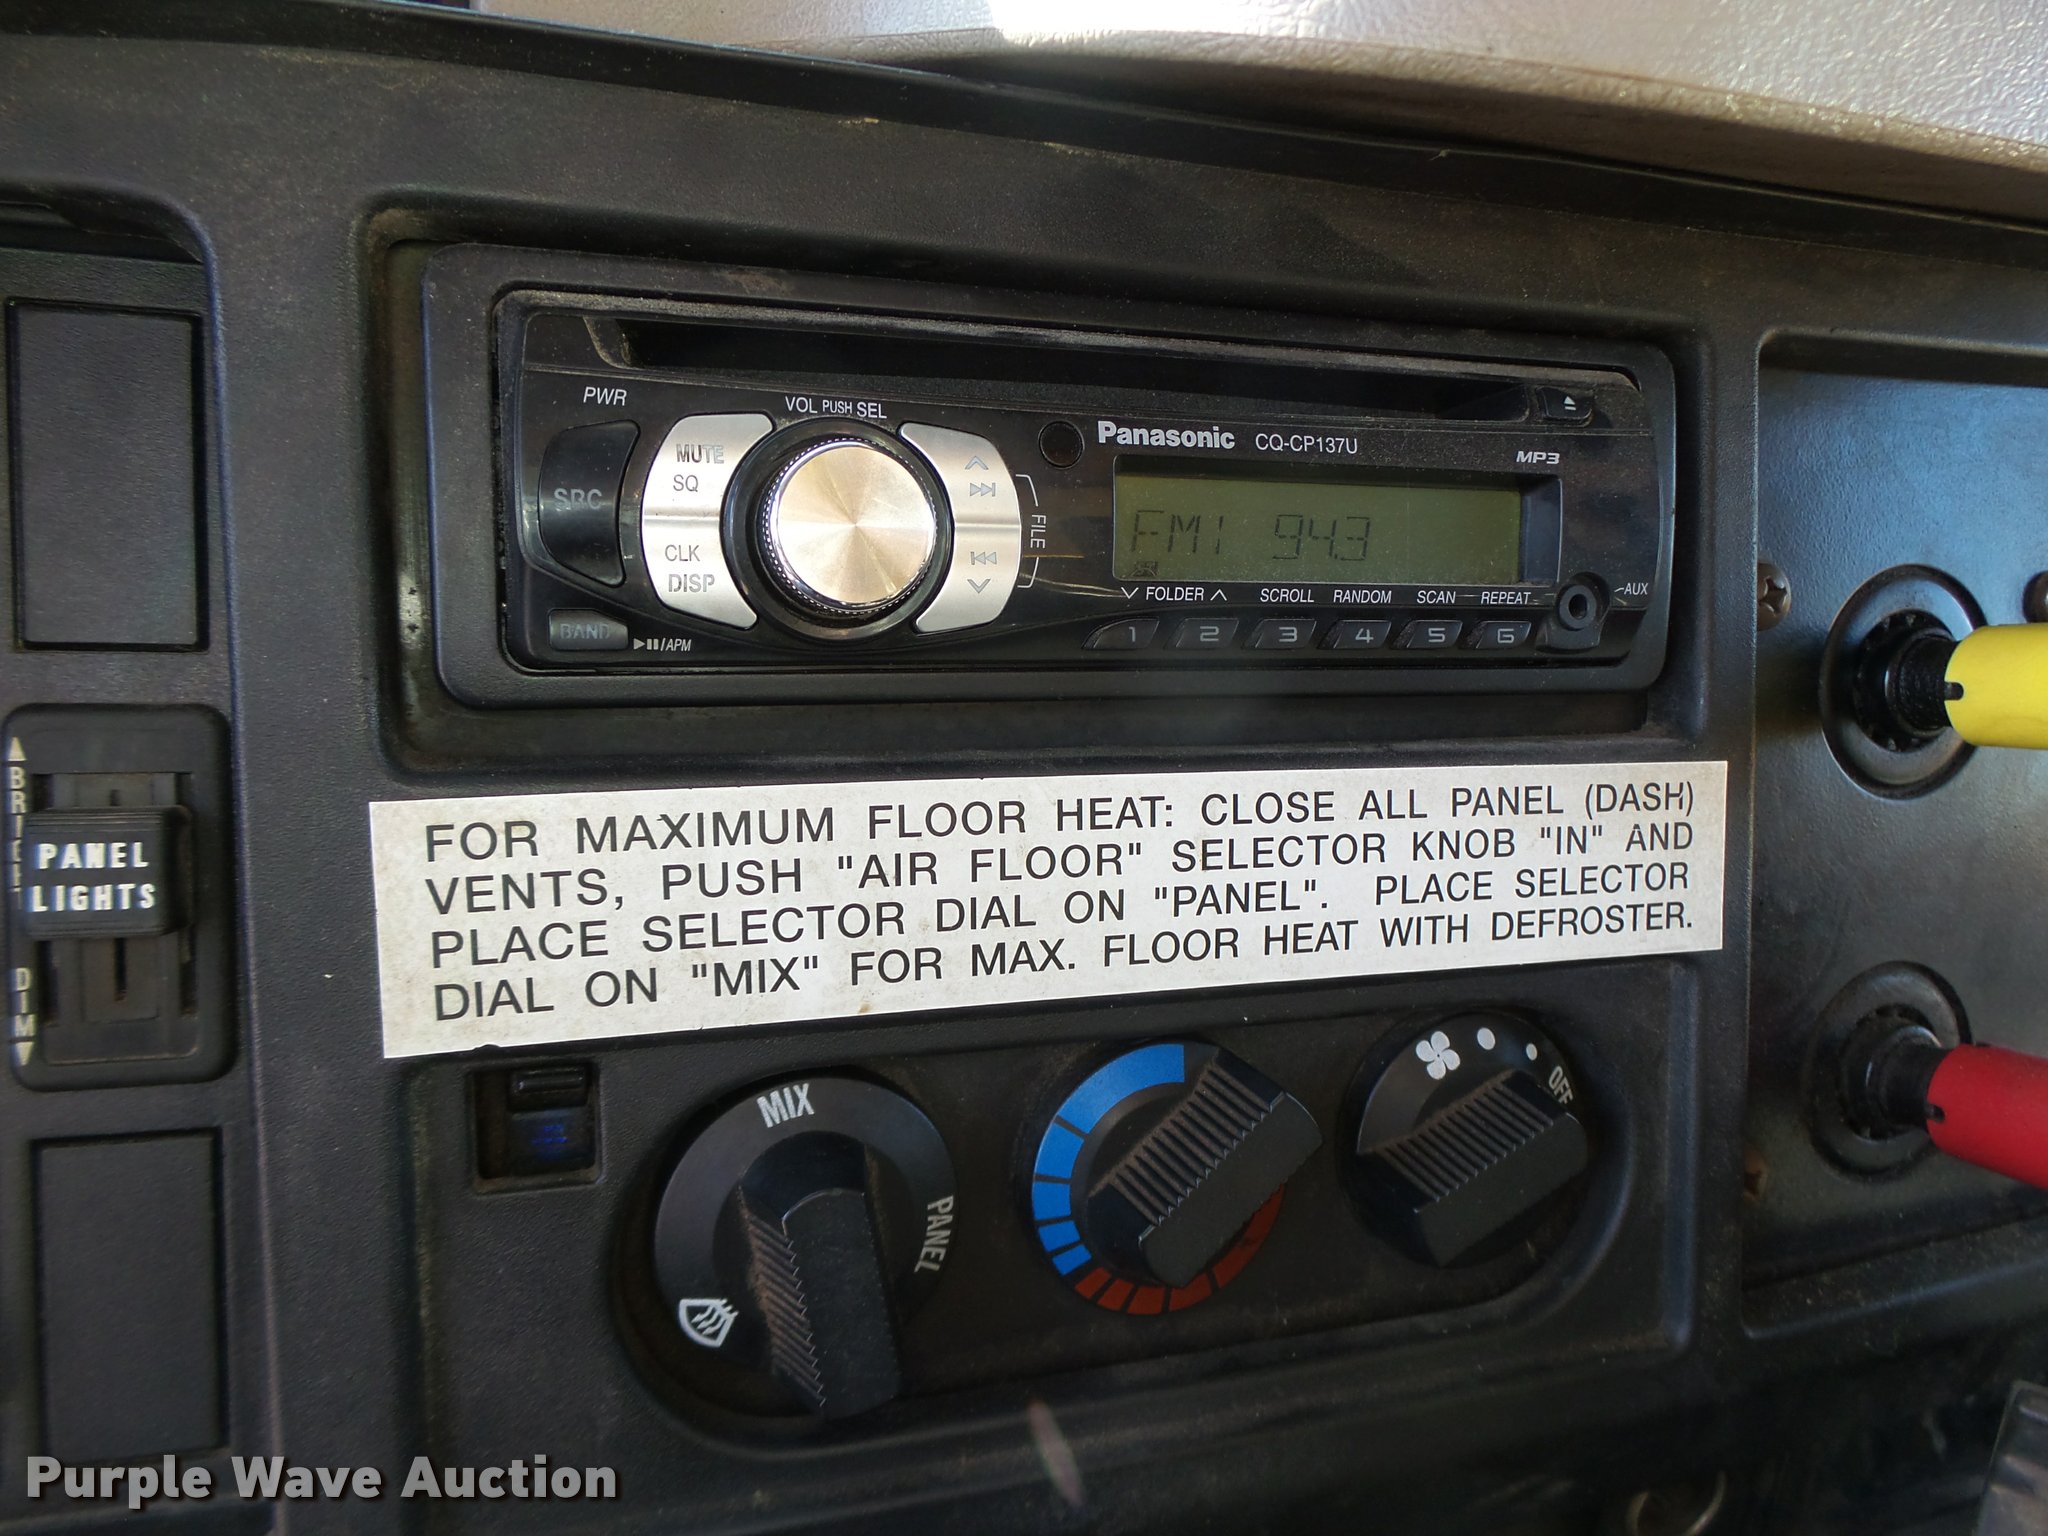 PWR
VOL PUSH SEL
Panasonic CQ-CP137U
MP3
SRC
MUTE
SQ
CLK
DISP
FILE
FM1 94.3
AUX
FOLDER SCROLL RANDOM SCAN REPEAT
BAND
/APM
1 2 3 4 5 6
BRIGHT
PANEL
LIGHTS
DIM
FOR MAXIMUM FLOOR HEAT: CLOSE ALL PANEL (DASH)
VENTS, PUSH "AIR FLOOR" SELECTOR KNOB "IN" AND
PLACE SELECTOR DIAL ON "PANEL". PLACE SELECTOR
DIAL ON "MIX" FOR MAX. FLOOR HEAT WITH DEFROSTER.
MIX
PANEL
OFF
Purple Wave Auction